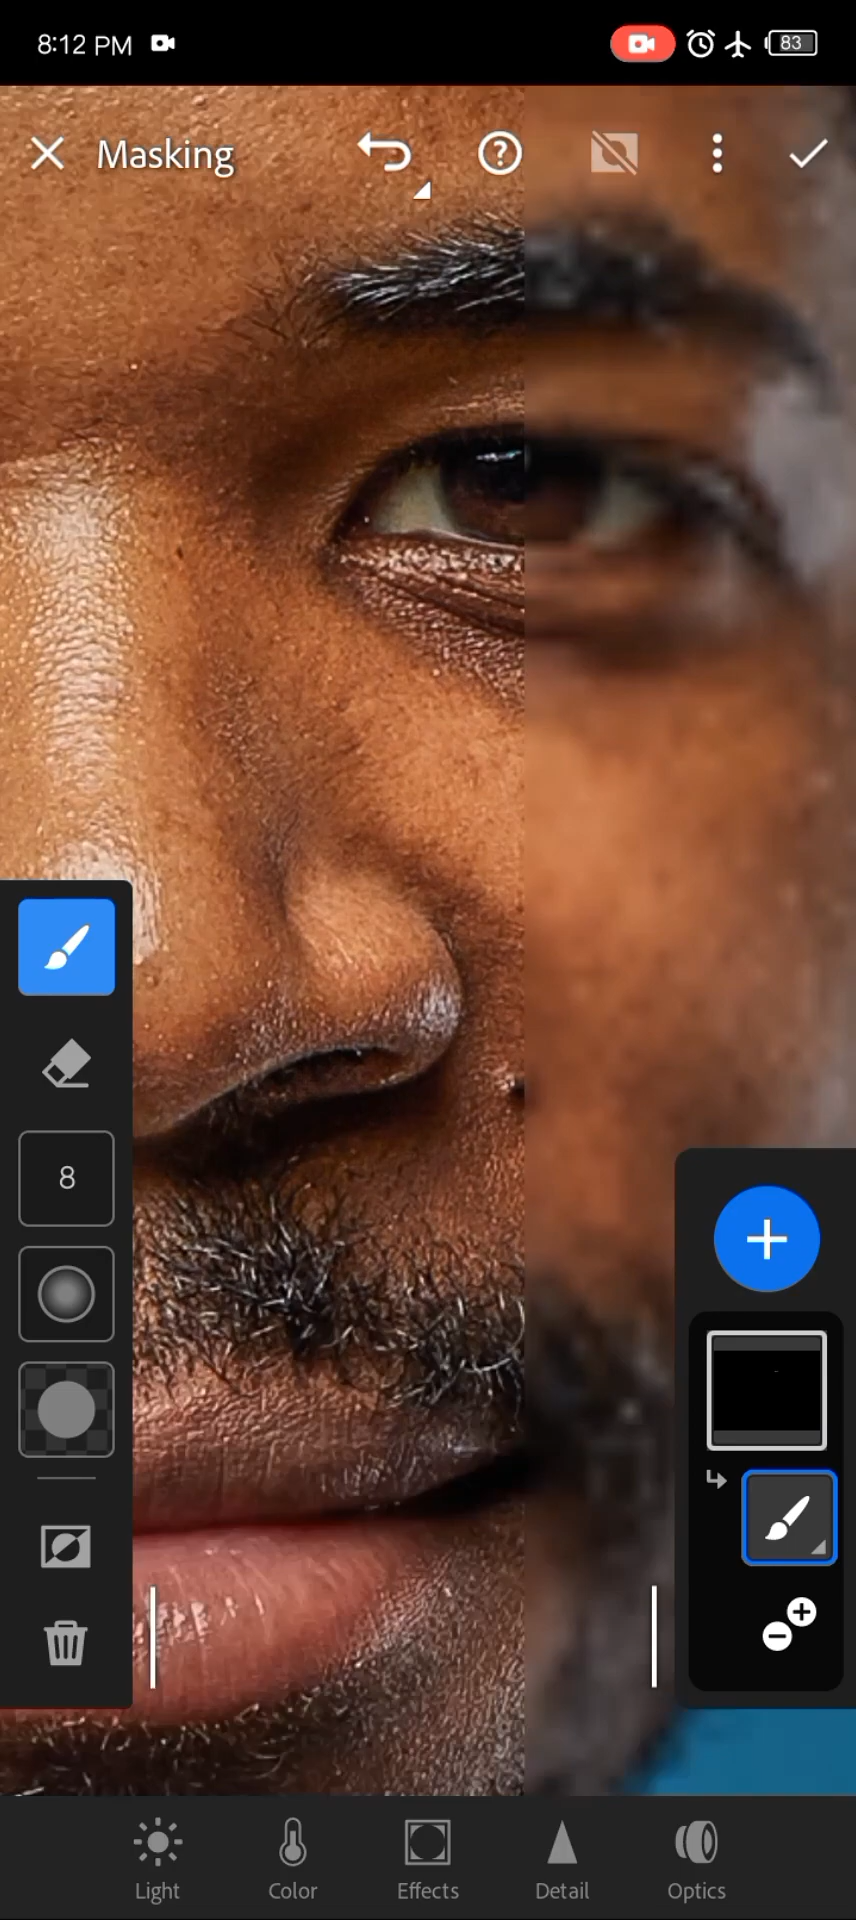 8:12 PM
83
Masking
8
Light
Color
Effects
Detail
Optics